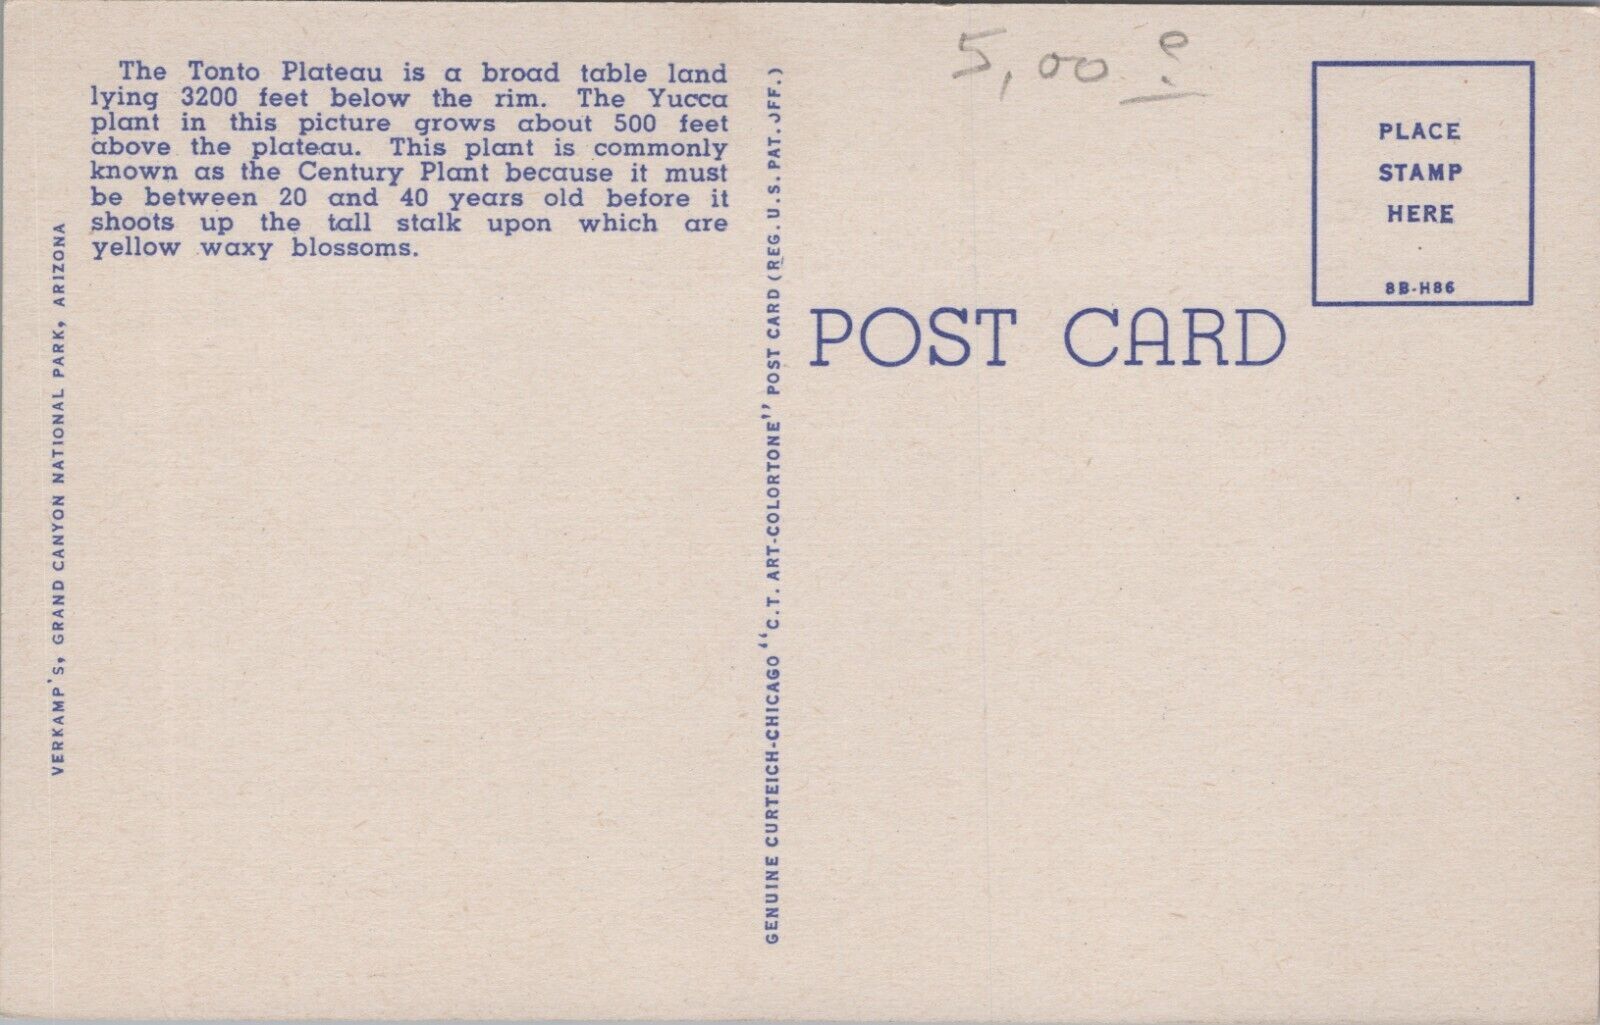 The Tonto Plateau is a broad table land
lying 3200 feet below the rim. The Yucca
plant in this picture grows about 500 feet
above the plateau. This plant is commonly
known as the Century Plant because it must
be between 20 and 40 years old before it
shoots up the tall stalk upon which are
yellow waxy blossoms.
VERKAMP'S, GRAND CANYON NATIONAL PARK, ARIZONA
GENUINE CURTEICH-CHICAGO "C.T. ART-COLORTONE" POST CARD (REG. U.S. PAT. OFF.)
5,00
POST CARD
PLACE
STAMP
HERE
8B-H86